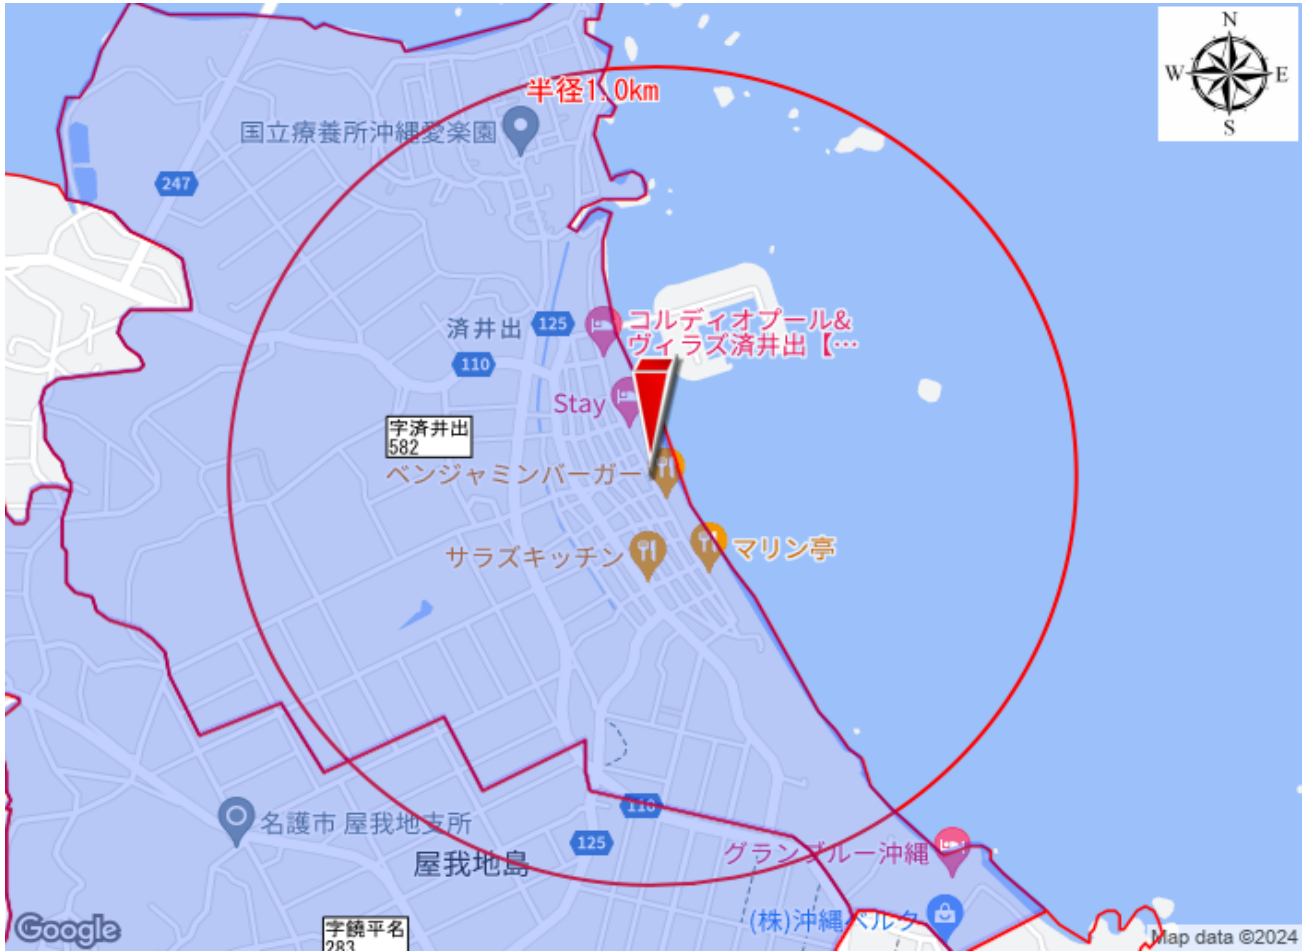 N
W E
S
半径1.0km
国立療養所沖縄愛楽園
247
済井出
125
コルディオプール&
ヴィラズ済井出【…
110
Stay
字済井出
582
ベンジャミンバーガー
サラズキッチン
マリン亭
110
名護市 屋我地支所
125
屋我地島
グランブルー沖縄
(株)沖縄ベルク
字饒平名
283
Google
Map data ©2024